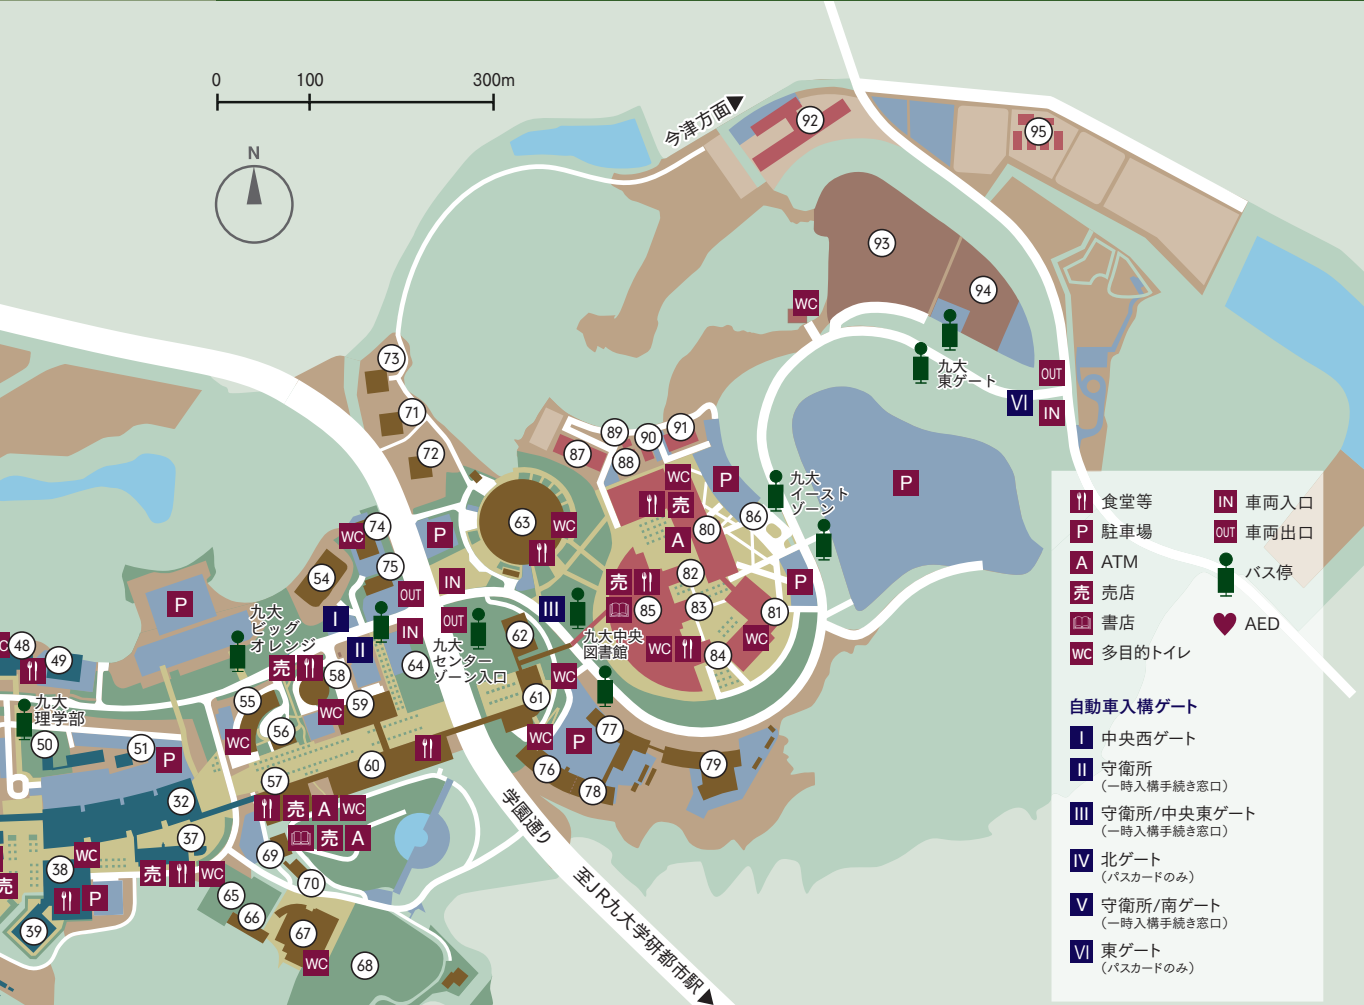 0 100 300m
N
今津方面
92
95
93
94
WC
九大
東ゲート
OUT
VI
IN
73
71
72
89
90
91
87
88
WC
P
九大
イースト
ゾーン
P
売
80
86
A
63
WC
74
WC
P
75
54
IN
OUT
82
売
85
83
81
P
WC
WC
84
P
I
III
OUT
IN
II
九大
ビッグ
オレンジ
62
九大中央
図書館
九大
センター
ゾーン入口
64
C
48
49
売
58
WC
61
九大
理学部
50
55
WC
59
56
WC
77
51
P
WC
P
60
57
76
79
78
32
売
A
WC
売
A
37
69
学園通り
38
WC
売
WC
70
売
P
65
66
39
67
WC
68
至JR九大学研都市駅
食堂等
P 駐車場
A ATM
売 売店
書店
WC 多目的トイレ
IN 車両入口
OUT 車両出口
バス停
AED
自動車入構ゲート
I 中央西ゲート
II 守衛所
(一時入構手続き窓口)
III 守衛所/中央東ゲート
(一時入構手続き窓口)
IV 北ゲート
(パスカードのみ)
V 守衛所/南ゲート
(一時入構手続き窓口)
VI 東ゲート
(パスカードのみ)